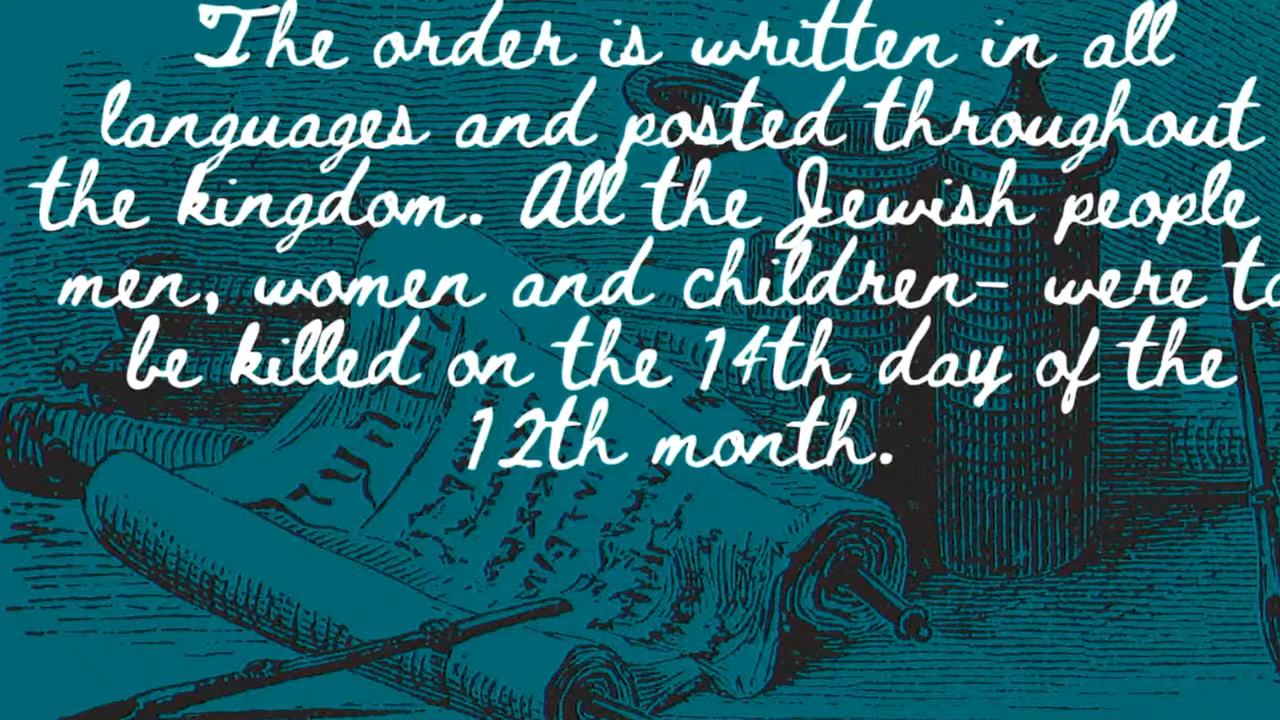 The order is written in all
languages and posted throughout
the kingdom. All the Jewish people
men, women and children- were to
be killed on the 14th day of the
12th month.